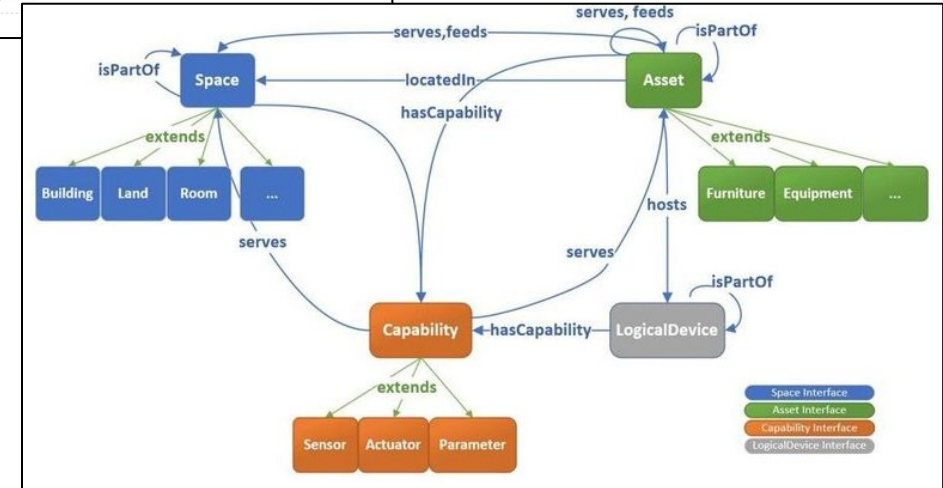 serves, feeds
serves,feeds
isPartOf
isPartOf
Space
locatedIn
Asset
hasCapability
extends
extends
Building Land Room ...
Furniture Equipment ...
hosts
serves
serves
isPartOf
Capability
hasCapability
LogicalDevice
extends
Space Interface
Asset Interface
Capability Interface
LogicalDevice Interface
Sensor Actuator Parameter